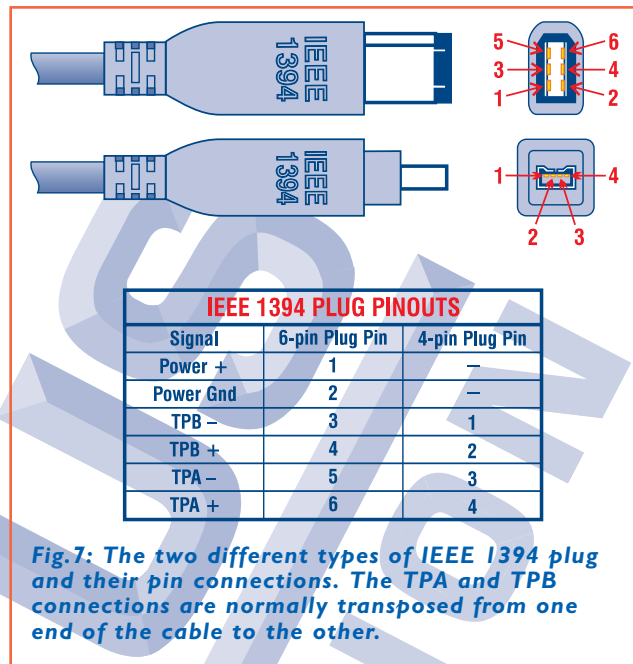 IEEE
1394
5 6
3 4
1 2
IEEE
1394
1 4
2 3
IEEE 1394 PLUG PINOUTS
Signal 6-pin Plug Pin 4-pin Plug Pin
Power + 1 –
Power Gnd 2 –
TPB – 3 1
TPB + 4 2
TPA – 5 3
TPA + 6 4
Fig.7: The two different types of IEEE 1394 plug
and their pin connections. The TPA and TPB
connections are normally transposed from one
end of the cable to the other.